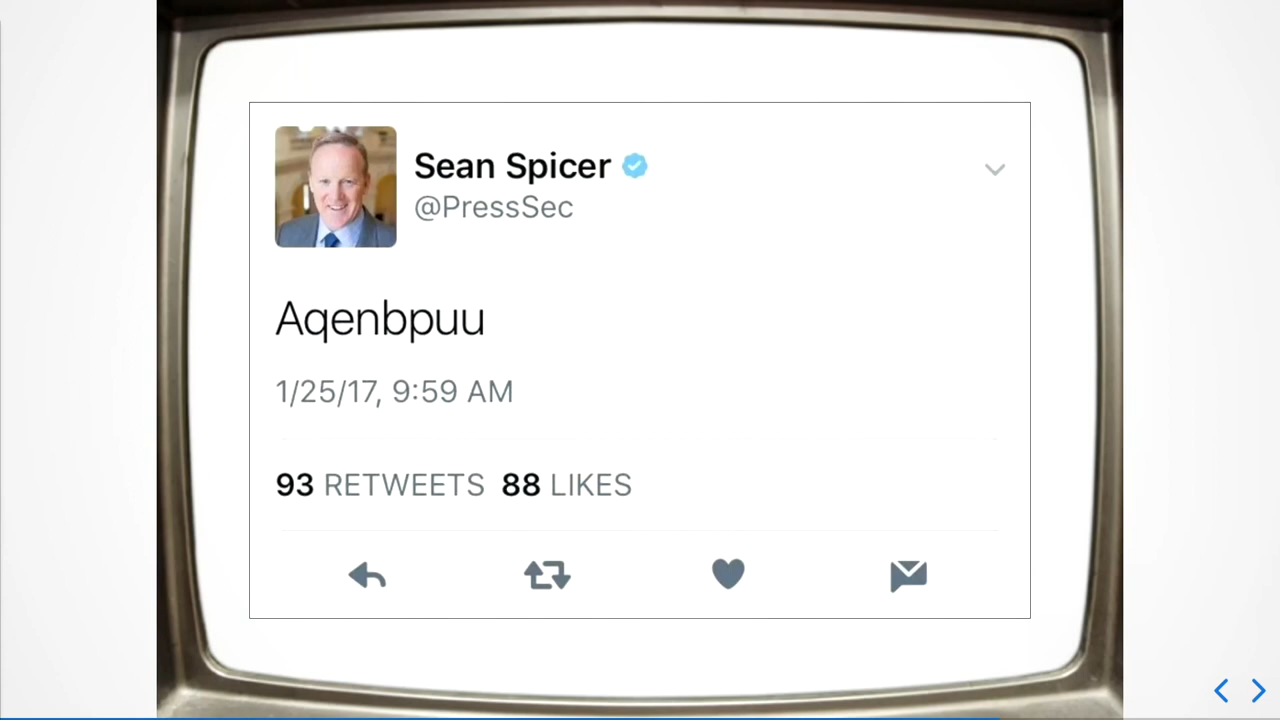 Sean Spicer
@PressSec
Aqenbpuu
1/25/17, 9:59 AM
93 RETWEETS 88 LIKES